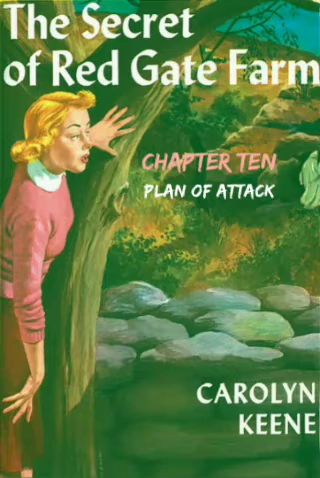 The Secret
of Red Gate Farm
CHAPTER TEN
PLAN OF ATTACK
CAROLYN
KEENE